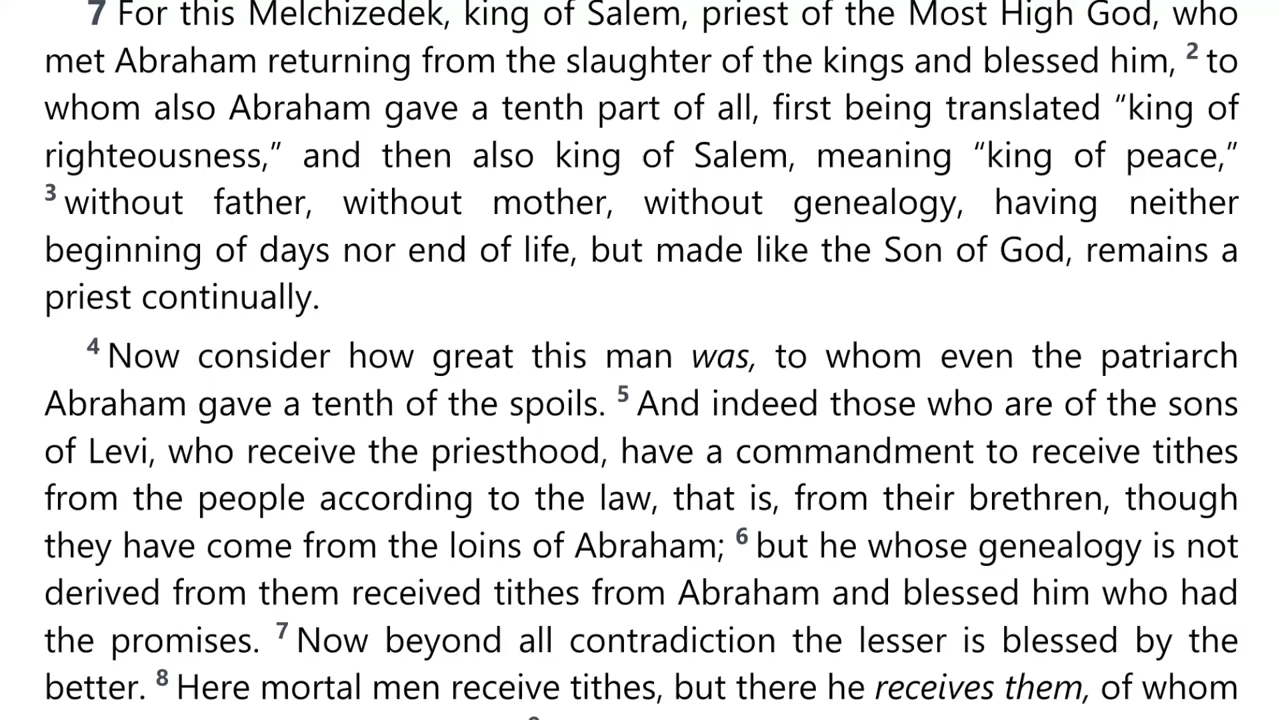 7 For this Melchizedek, king of Salem, priest of the Most High God, who
met Abraham returning from the slaughter of the kings and blessed him, 2 to
whom also Abraham gave a tenth part of all, first being translated “king of
righteousness,” and then also king of Salem, meaning “king of peace,”
3 without father, without mother, without genealogy, having neither
beginning of days nor end of life, but made like the Son of God, remains a
priest continually.
4 Now consider how great this man was, to whom even the patriarch
Abraham gave a tenth of the spoils. 5 And indeed those who are of the sons
of Levi, who receive the priesthood, have a commandment to receive tithes
from the people according to the law, that is, from their brethren, though
they have come from the loins of Abraham; 6 but he whose genealogy is not
derived from them received tithes from Abraham and blessed him who had
the promises. 7 Now beyond all contradiction the lesser is blessed by the
better. 8 Here mortal men receive tithes, but there he receives them, of whom